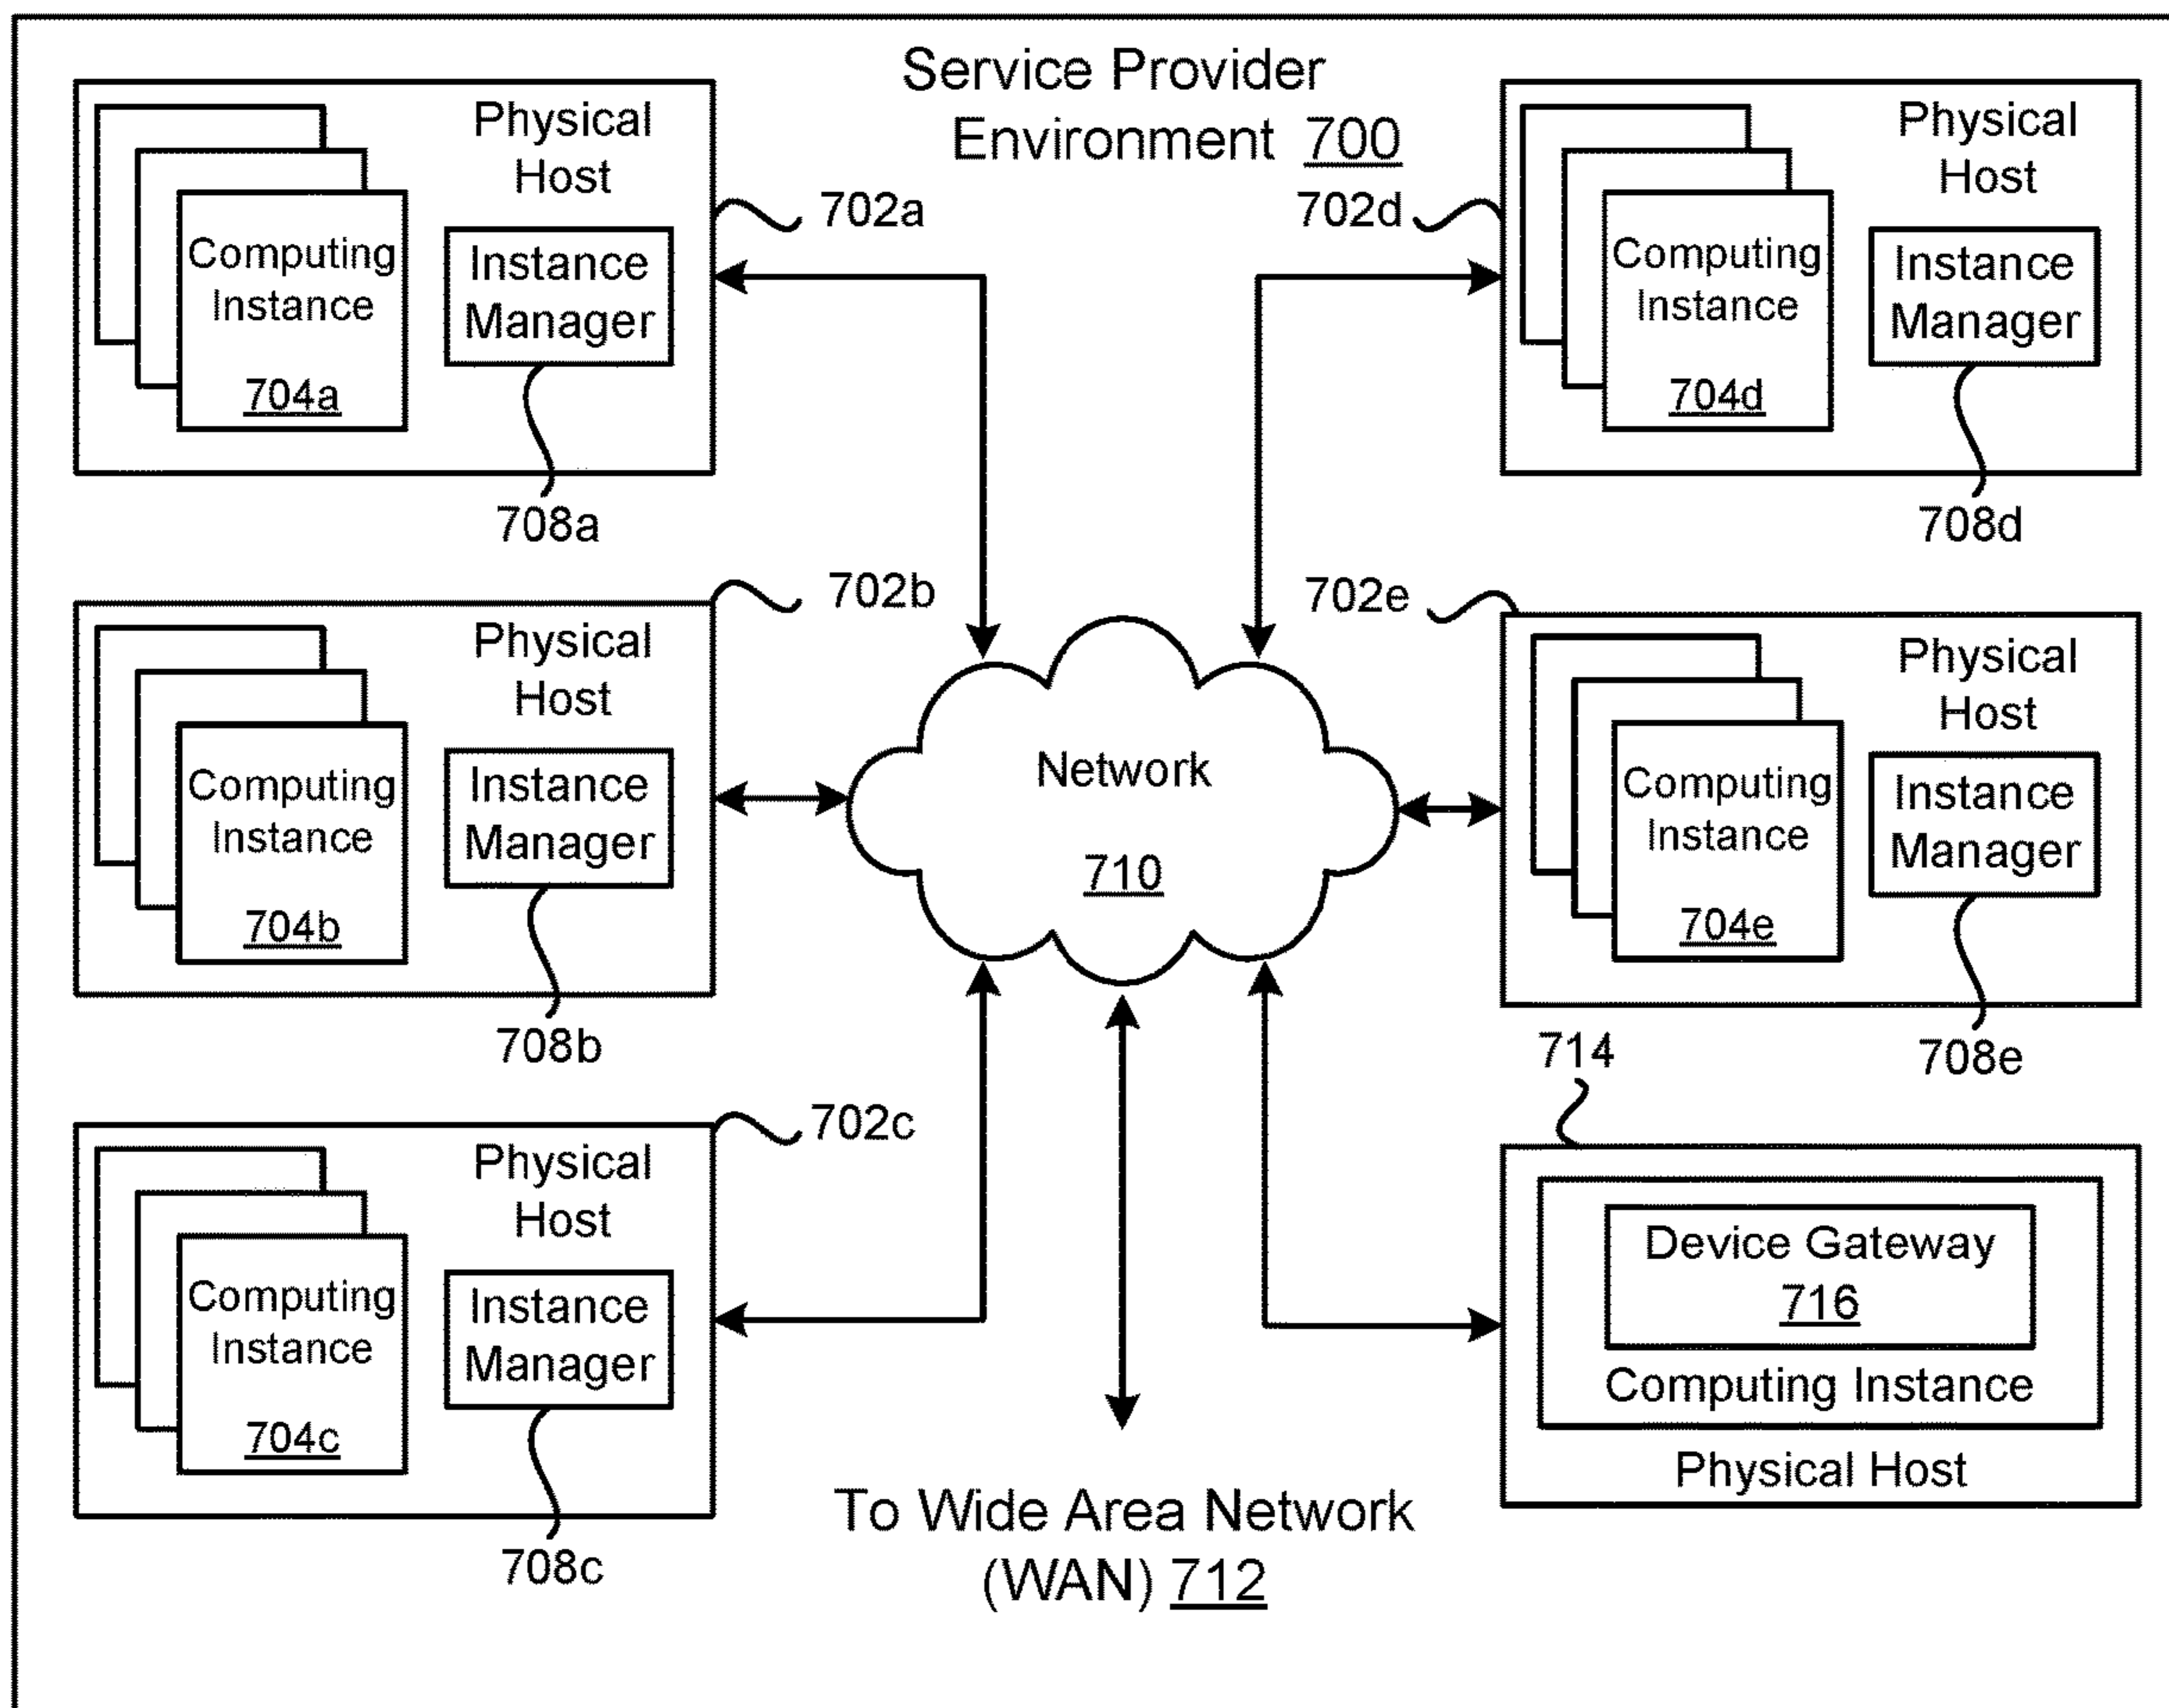 Service Provider
Environment 700
Physical
Host
702a
Computing
Instance
704a
Instance
Manager
708a
Physical
Host
702d
Computing
Instance
704d
Instance
Manager
708d
Physical
Host
702b
Computing
Instance
704b
Instance
Manager
708b
Network
710
Physical
Host
702e
Computing
Instance
704e
Instance
Manager
708e
Physical
Host
702c
Computing
Instance
704c
Instance
Manager
708c
714
Device Gateway
716
Computing Instance
Physical Host
To Wide Area Network
(WAN) 712